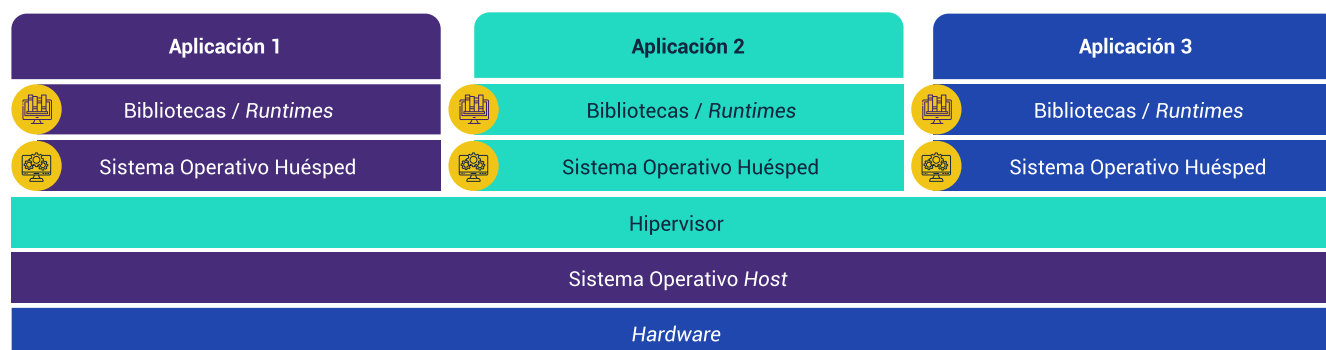 Aplicación 1
Aplicación 2
Aplicación 3
Bibliotecas / Runtimes
Bibliotecas / Runtimes
Bibliotecas / Runtimes
Sistema Operativo Huésped
Sistema Operativo Huésped
Sistema Operativo Huésped
Hipervisor
Sistema Operativo Host
Hardware